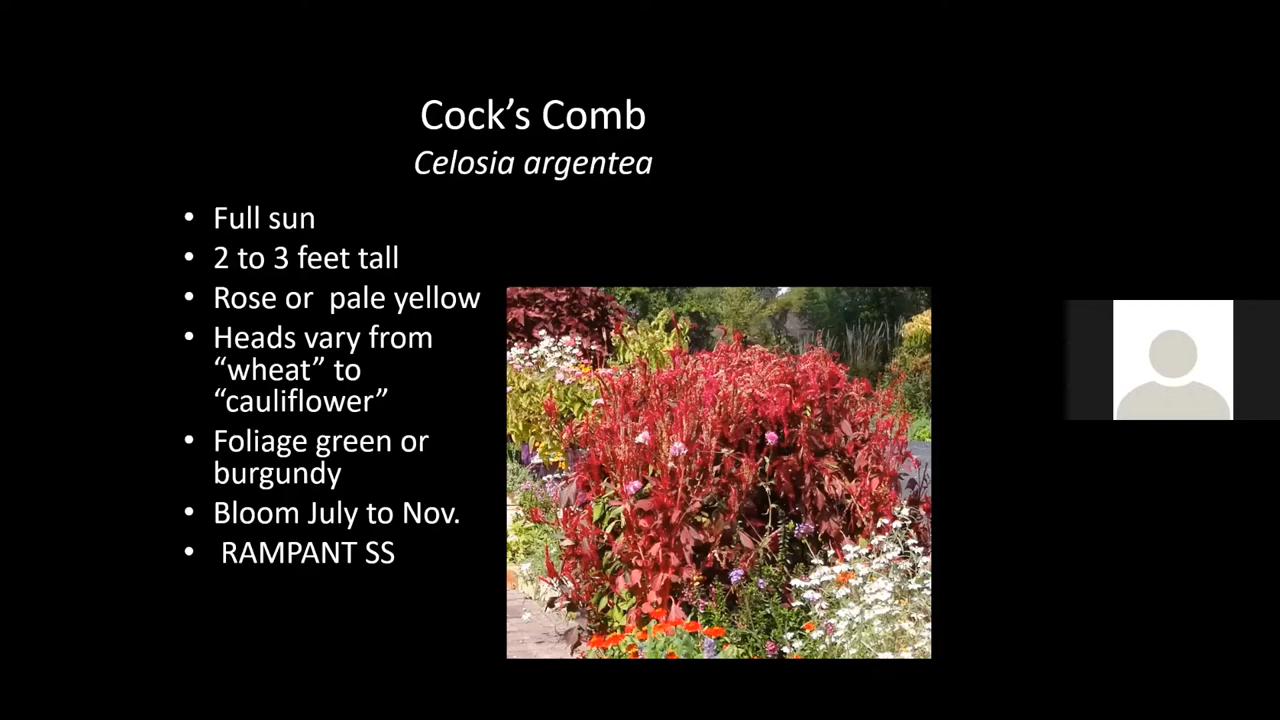 Cock’s Comb
Celosia argentea
• Full sun
• 2 to 3 feet tall
• Rose or  pale yellow
• Heads vary from
“wheat” to
“cauliflower”
• Foliage green or
burgundy
• Bloom July to Nov.
• RAMPANT SS